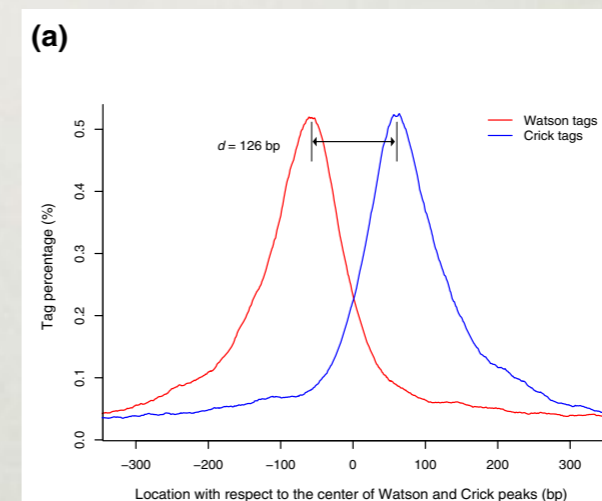 (a)
Watson tags
Crick tags
d = 126 bp
Tag percentage (%)
0.5
0.4
0.3
0.2
0.1
0.0
−300 −200 −100 0 100 200 300
Location with respect to the center of Watson and Crick peaks (bp)